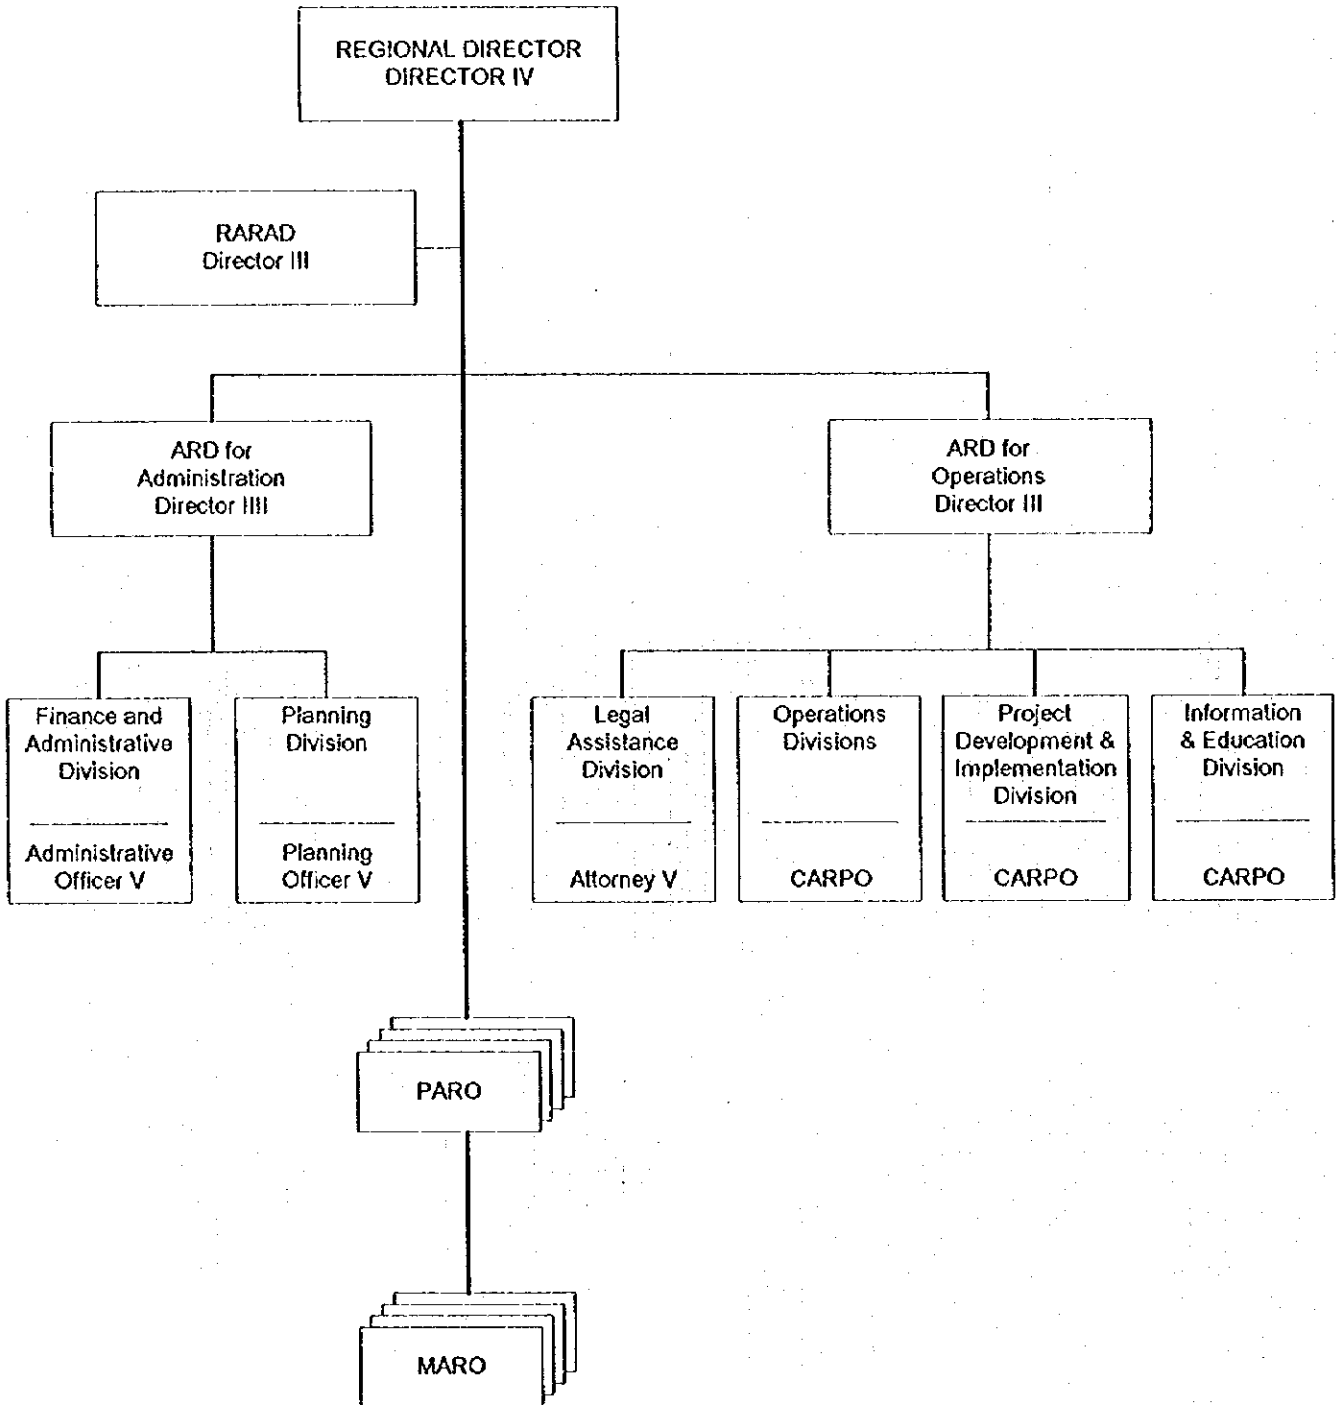 REGIONAL DIRECTOR
DIRECTOR IV
RARAD
Director III
ARD for
Administration
Director IIII
ARD for
Operations
Director III
Finance and
Administrative
Division
Administrative
Officer V
Planning
Division
Planning
Officer V
Legal
Assistance
Division
Attorney V
Operations
Divisions
CARPO
Project
Development &
Implementation
Division
CARPO
Information
& Education
Division
CARPO
PARO
MARO